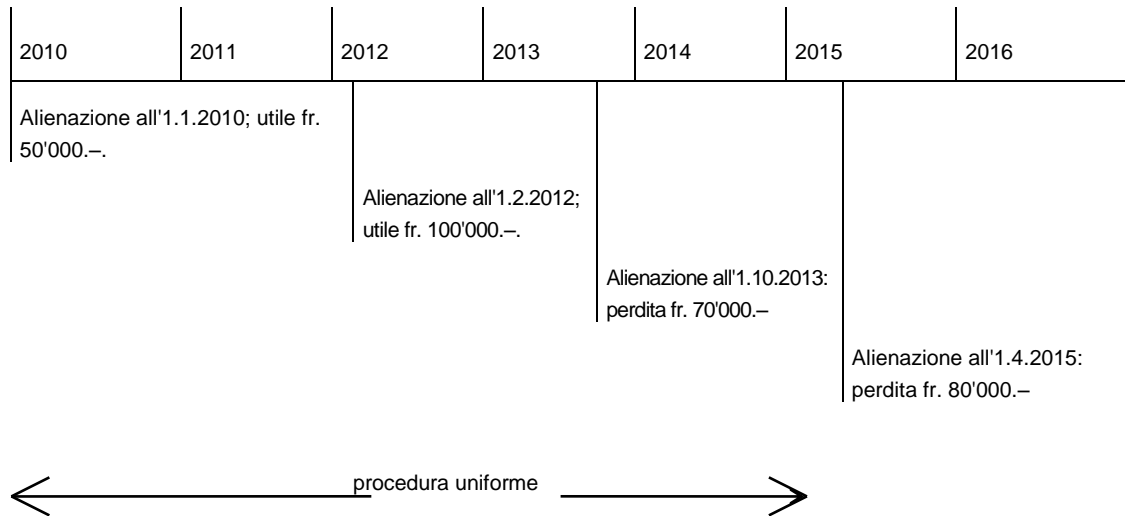 2010 2011 2012 2013 2014 2015 2016
Alienazione all'1.1.2010; utile fr.
50'000.–.
Alienazione all'1.2.2012;
utile fr. 100'000.–.
Alienazione all'1.10.2013:
perdita fr. 70'000.–
Alienazione all'1.4.2015:
perdita fr. 80'000.–
procedura uniforme